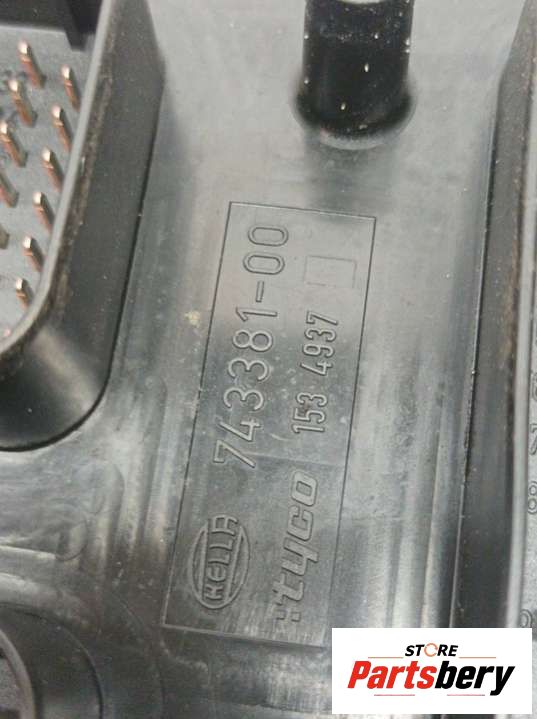 743381-00
153 4937
HELLA
tyco
STORE
Partsbery